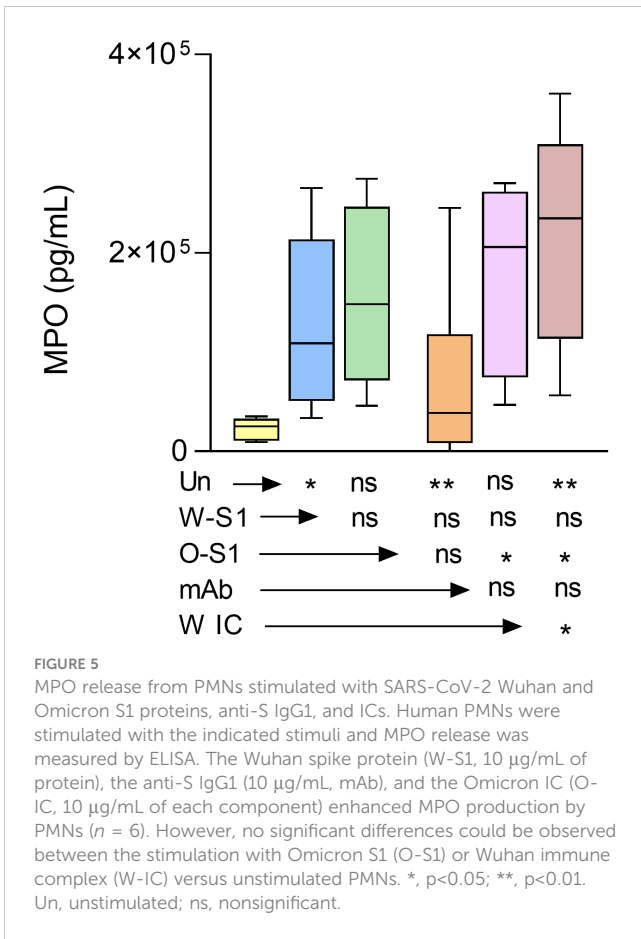 4×10⁵
2×10⁵
0
MPO (pg/mL)
Un * ns ** ns **
W-S1 ns ns ns ns
O-S1 ns * *
mAb ns ns
W IC *
FIGURE 5
MPO release from PMNs stimulated with SARS-CoV-2 Wuhan and
Omicron S1 proteins, anti-S IgG1, and ICs. Human PMNs were
stimulated with the indicated stimuli and MPO release was
measured by ELISA. The Wuhan spike protein (W-S1, 10 μg/mL of
protein), the anti-S IgG1 (10 μg/mL, mAb), and the Omicron IC (O-
IC, 10 μg/mL of each component) enhanced MPO production by
PMNs (n = 6). However, no significant differences could be observed
between the stimulation with Omicron S1 (O-S1) or Wuhan immune
complex (W-IC) versus unstimulated PMNs. *, p<0.05; **, p<0.01.
Un, unstimulated; ns, nonsignificant.